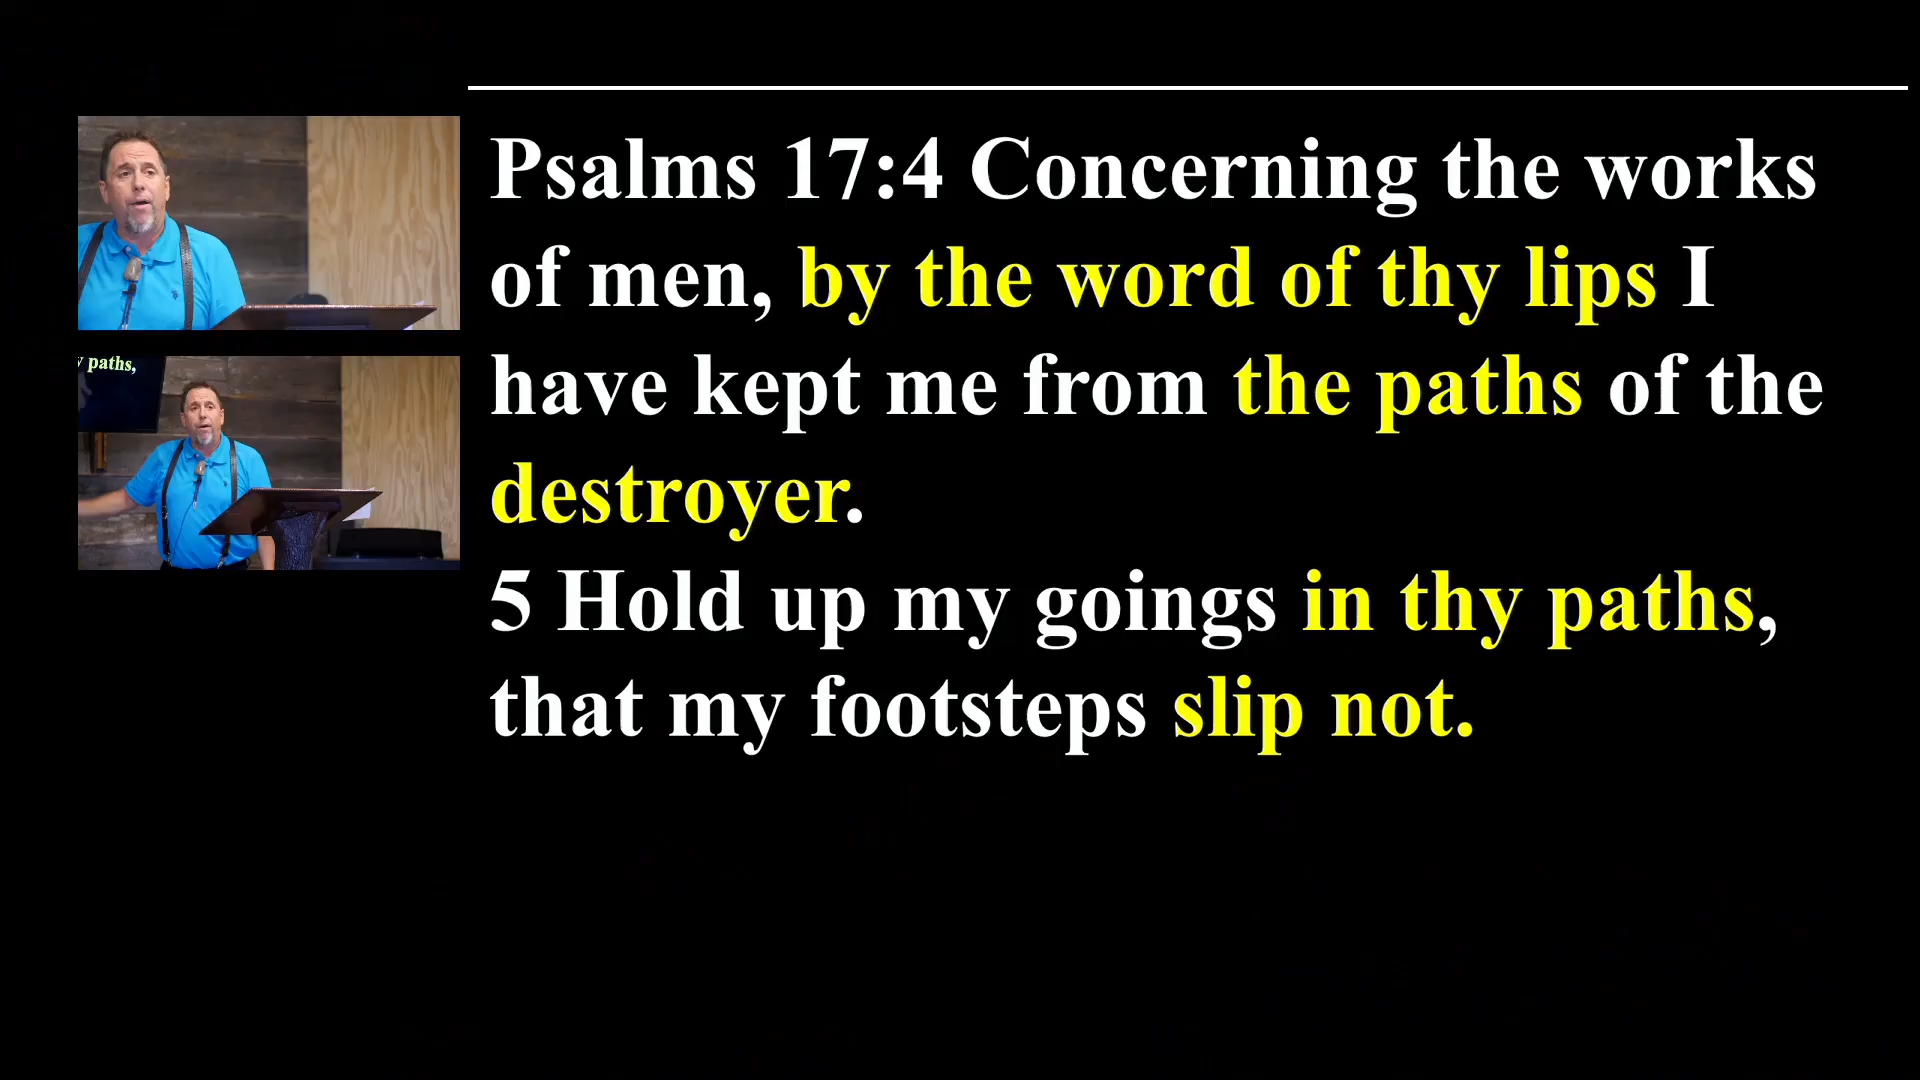 Psalms 17:4 Concerning the works
of men, by the word of thy lips I
have kept me from the paths of the
destroyer.
5 Hold up my goings in thy paths,
that my footsteps slip not.
paths,